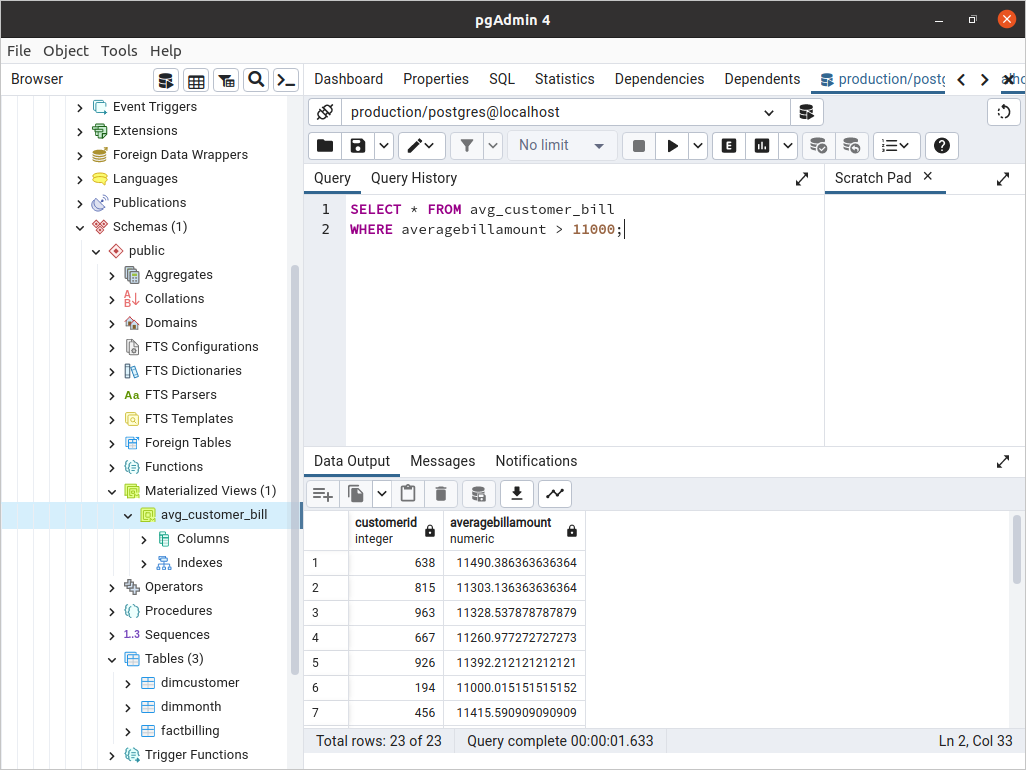 pgAdmin 4
File Object Tools Help
Browser
Dashboard Properties SQL Statistics Dependencies Dependents production/postg
production/postgres@localhost
No limit
E
Query Query History
Scratch Pad
1 SELECT * FROM avg_customer_bill
2 WHERE averagebillamount > 11000;
Event Triggers
Extensions
Foreign Data Wrappers
Languages
Publications
Schemas (1)
public
Aggregates
Collations
Domains
FTS Configurations
FTS Dictionaries
Aa FTS Parsers
FTS Templates
Foreign Tables
Functions
Materialized Views (1)
avg_customer_bill
Columns
Indexes
Operators
Procedures
1..3 Sequences
Tables (3)
dimcustomer
dimmonth
factbilling
Trigger Functions
Data Output Messages Notifications
customerid averagebillamount
integer numeric
1 638 11490.386363636364
2 815 11303.136363636364
3 963 11328.537878787879
4 667 11260.977272727273
5 926 11392.212121212121
6 194 11000.015151515152
7 456 11415.590909090909
Total rows: 23 of 23 Query complete 00:00:01.633 Ln 2, Col 33